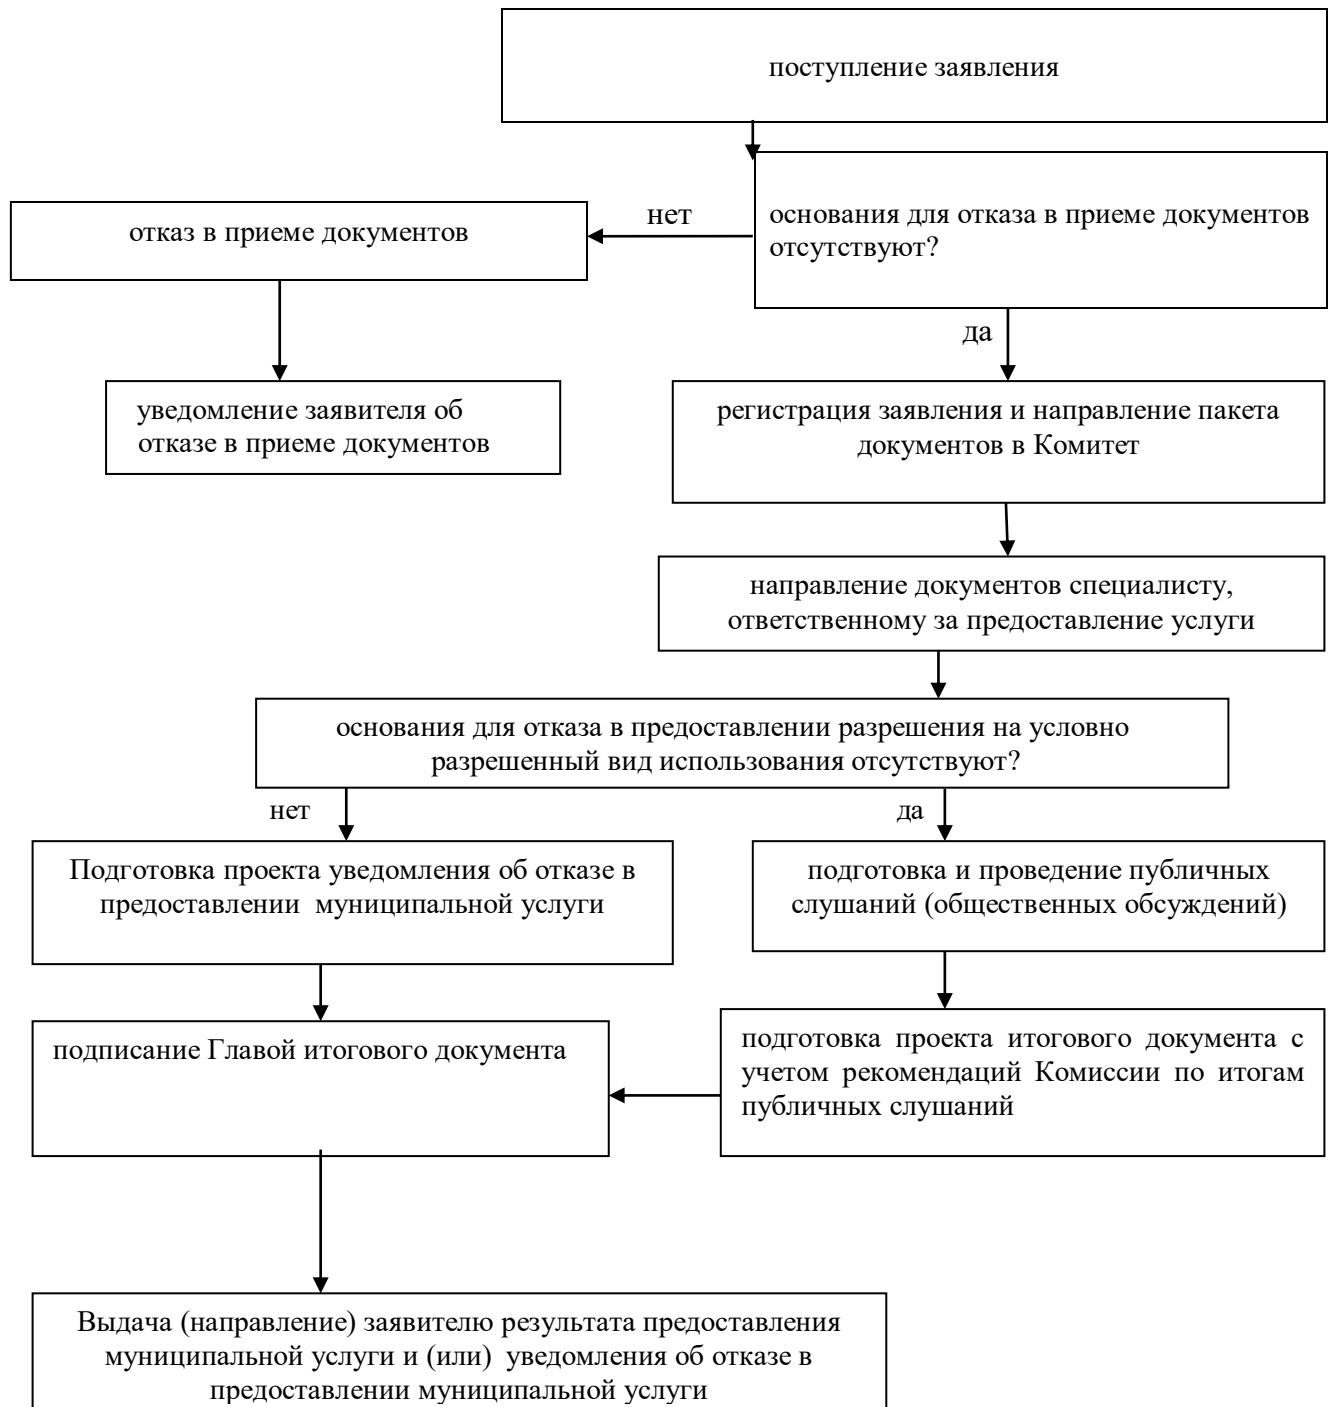 поступление заявления
основания для отказа в приеме документов
отсутствуют?
нет
отказ в приеме документов
да
уведомление заявителя об
отказе в приеме документов
регистрация заявления и направление пакета
документов в Комитет
направление документов специалисту,
ответственному за предоставление услуги
основания для отказа в предоставлении разрешения на условно
разрешенный вид использования отсутствуют?
нет
да
Подготовка проекта уведомления об отказе в
предоставлении муниципальной услуги
подготовка и проведение публичных
слушаний (общественных обсуждений)
подписание Главой итогового документа
подготовка проекта итогового документа с
учетом рекомендаций Комиссии по итогам
публичных слушаний
Выдача (направление) заявителю результата предоставления
муниципальной услуги и (или) уведомления об отказе в
предоставлении муниципальной услуги